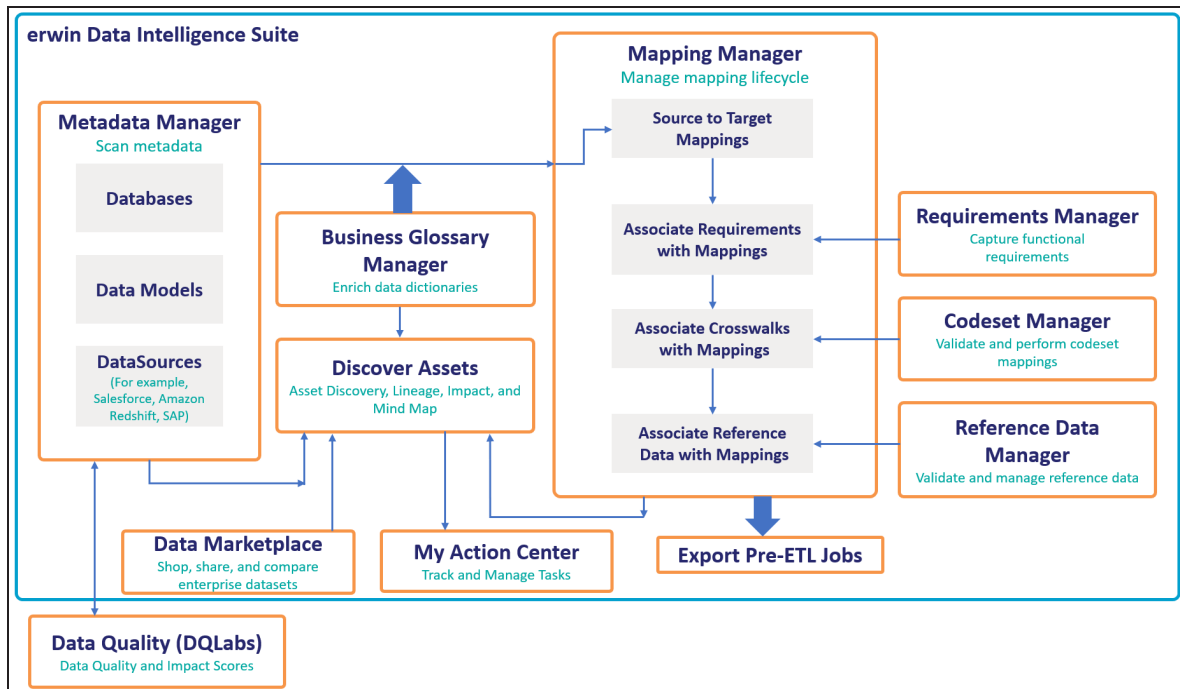 erwin Data Intelligence Suite
Metadata Manager
Scan metadata
Databases
Data Models
DataSources
(For example,
Salesforce, Amazon
Redshift, SAP)
Business Glossary
Manager
Enrich data dictionaries
Discover Assets
Asset Discovery, Lineage, Impact, and
Mind Map
Mapping Manager
Manage mapping lifecycle
Source to Target
Mappings
Associate Requirements
with Mappings
Associate Crosswalks
with Mappings
Associate Reference
Data with Mappings
Requirements Manager
Capture functional
requirements
Codeset Manager
Validate and perform codeset
mappings
Reference Data
Manager
Validate and manage reference data
Data Marketplace
Shop, share, and compare
enterprise datasets
My Action Center
Track and Manage Tasks
Export Pre-ETL Jobs
Data Quality (DQLabs)
Data Quality and Impact Scores